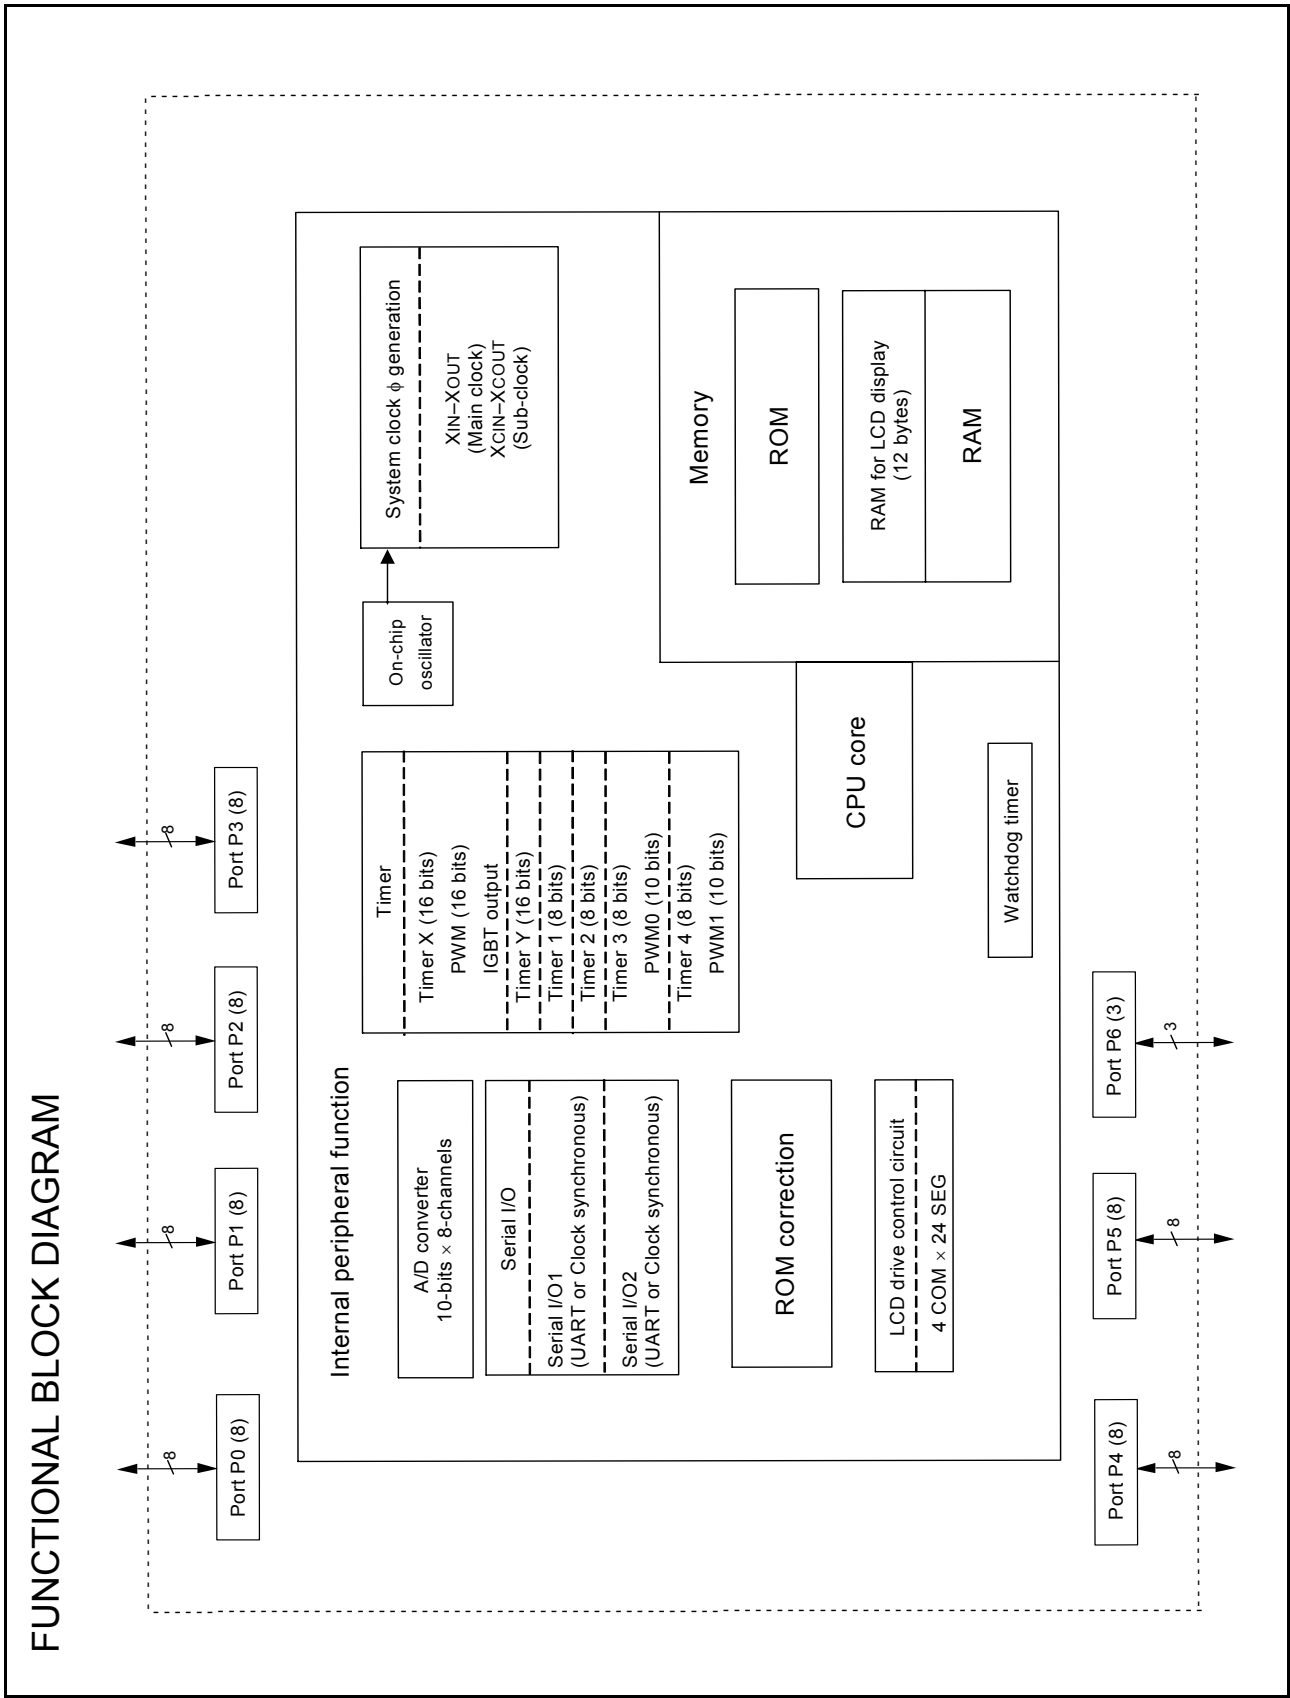 FUNCTIONAL BLOCK DIAGRAM
8
8
8
8
Port P0 (8)
Port P1 (8)
Port P2 (8)
Port P3 (8)
Internal peripheral function
A/D converter
10-bits × 8-channels
Serial I/O
Serial I/O1
(UART or Clock synchronous)
Serial I/O2
(UART or Clock synchronous)
ROM correction
LCD drive control circuit
4 COM × 24 SEG
Timer
Timer X (16 bits)
PWM (16 bits)
IGBT output
Timer Y (16 bits)
Timer 1 (8 bits)
Timer 2 (8 bits)
Timer 3 (8 bits)
PWM0 (10 bits)
Timer 4 (8 bits)
PWM1 (10 bits)
On-chip
oscillator
System clock ϕ generation
XIN–XOUT
(Main clock)
XCIN–XCOUT
(Sub-clock)
CPU core
Watchdog timer
Memory
ROM
RAM for LCD display
(12 bytes)
RAM
Port P4 (8)
Port P5 (8)
Port P6 (3)
8
8
3